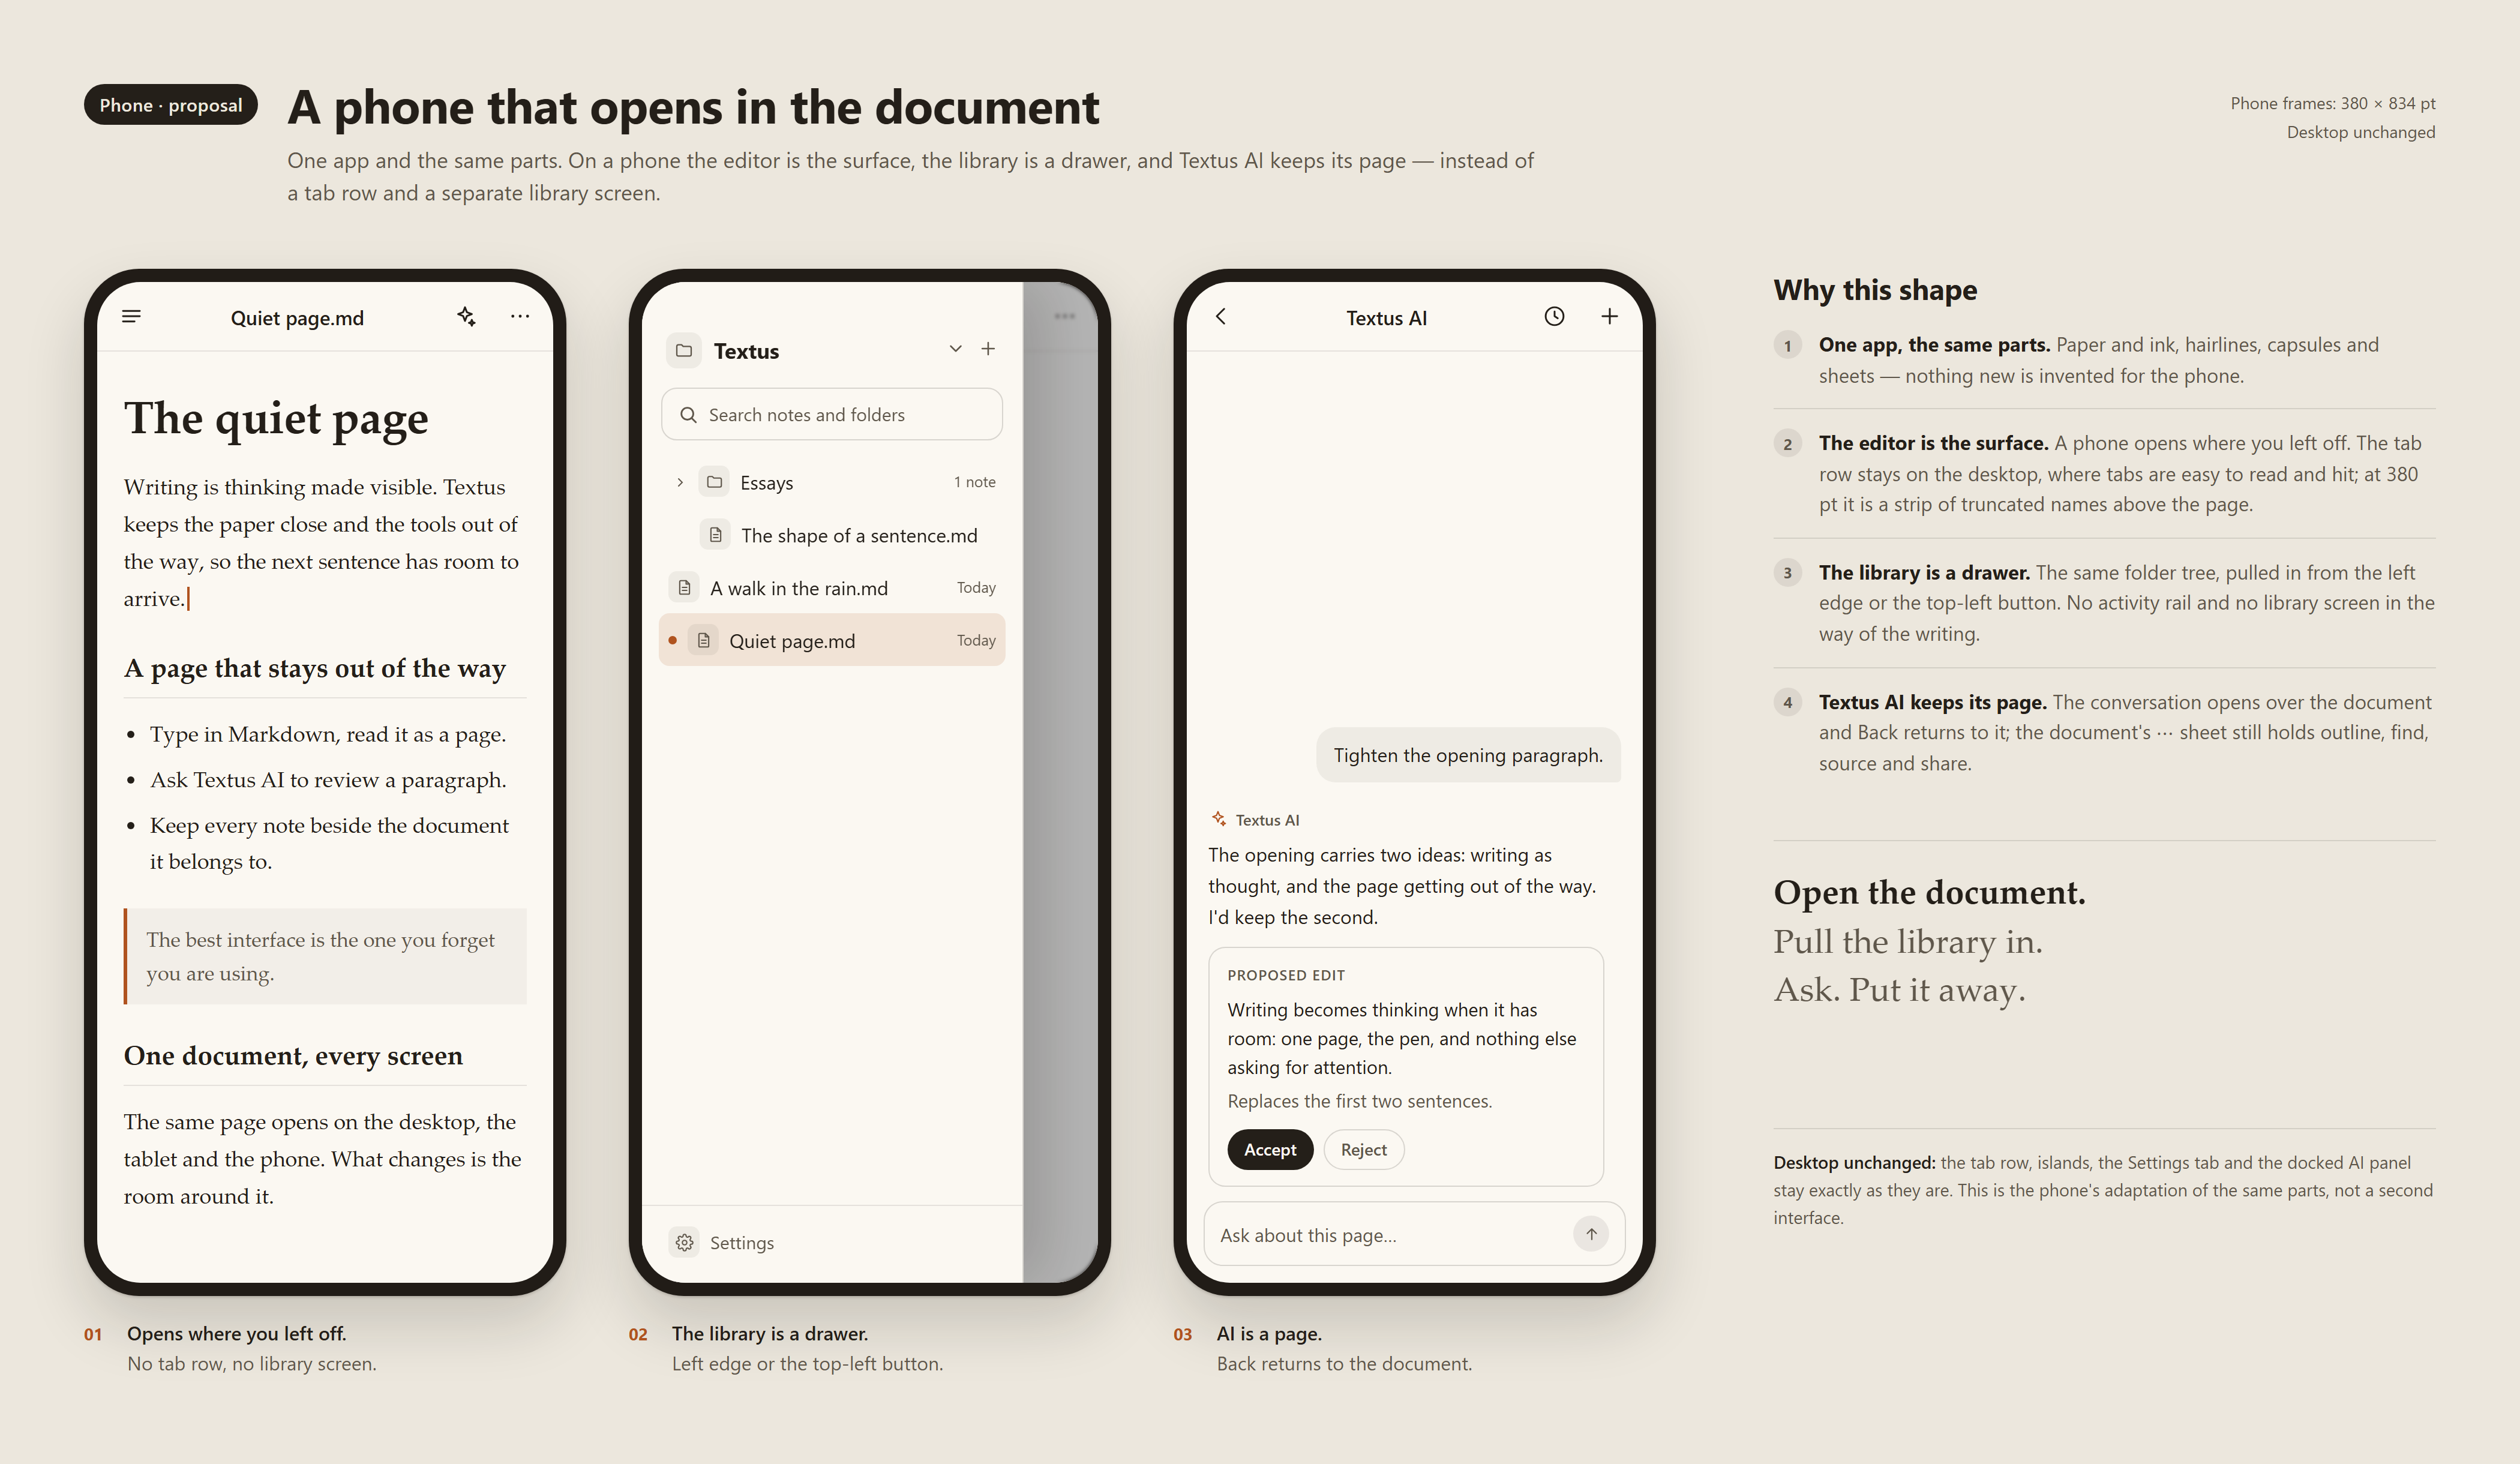 Phone · proposal
A phone that opens in the document
One app and the same parts. On a phone the editor is the surface, the library is a drawer, and Textus AI keeps its page — instead of
a tab row and a separate library screen.
Phone frames: 380 × 834 pt
Desktop unchanged
Quiet page.md
The quiet page
Writing is thinking made visible. Textus
keeps the paper close and the tools out of
the way, so the next sentence has room to
arrive.
A page that stays out of the way
• Type in Markdown, read it as a page.
• Ask Textus AI to review a paragraph.
• Keep every note beside the document
it belongs to.
The best interface is the one you forget
you are using.
One document, every screen
The same page opens on the desktop, the
tablet and the phone. What changes is the
room around it.
01 Opens where you left off.
No tab row, no library screen.
Textus
Search notes and folders
Essays 1 note
The shape of a sentence.md
A walk in the rain.md Today
Quiet page.md Today
Settings
02 The library is a drawer.
Left edge or the top-left button.
Textus AI
Tighten the opening paragraph.
Textus AI
The opening carries two ideas: writing as
thought, and the page getting out of the way.
I'd keep the second.
PROPOSED EDIT
Writing becomes thinking when it has
room: one page, the pen, and nothing else
asking for attention.
Replaces the first two sentences.
Accept Reject
Ask about this page...
03 AI is a page.
Back returns to the document.
Why this shape
1 One app, the same parts. Paper and ink, hairlines, capsules and
sheets — nothing new is invented for the phone.
2 The editor is the surface. A phone opens where you left off. The tab
row stays on the desktop, where tabs are easy to read and hit; at 380
pt it is a strip of truncated names above the page.
3 The library is a drawer. The same folder tree, pulled in from the left
edge or the top-left button. No activity rail and no library screen in the
way of the writing.
4 Textus AI keeps its page. The conversation opens over the document
and Back returns to it; the document's ··· sheet still holds outline, find,
source and share.
Open the document.
Pull the library in.
Ask. Put it away.
Desktop unchanged: the tab row, islands, the Settings tab and the docked AI panel
stay exactly as they are. This is the phone's adaptation of the same parts, not a second
interface.